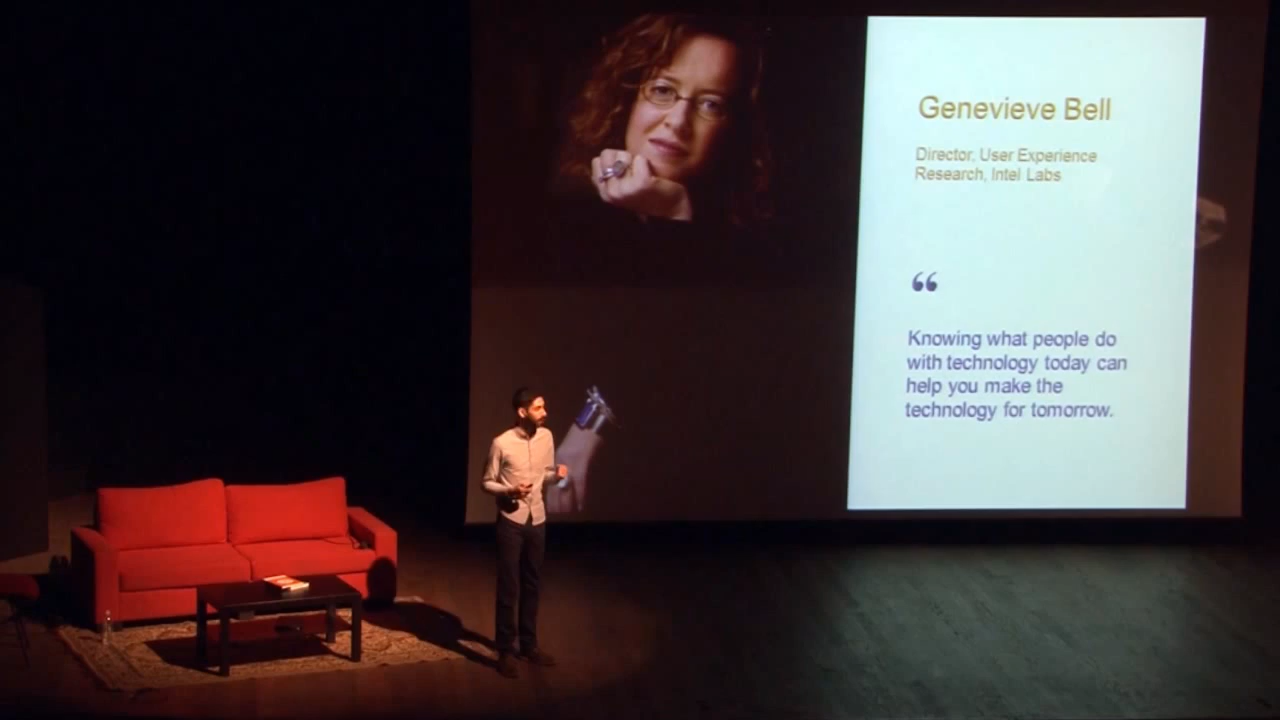 Genevieve Bell
Director, User Experience
Research, Intel Labs
“
Knowing what people do
with technology today can
help you make the
technology for tomorrow.